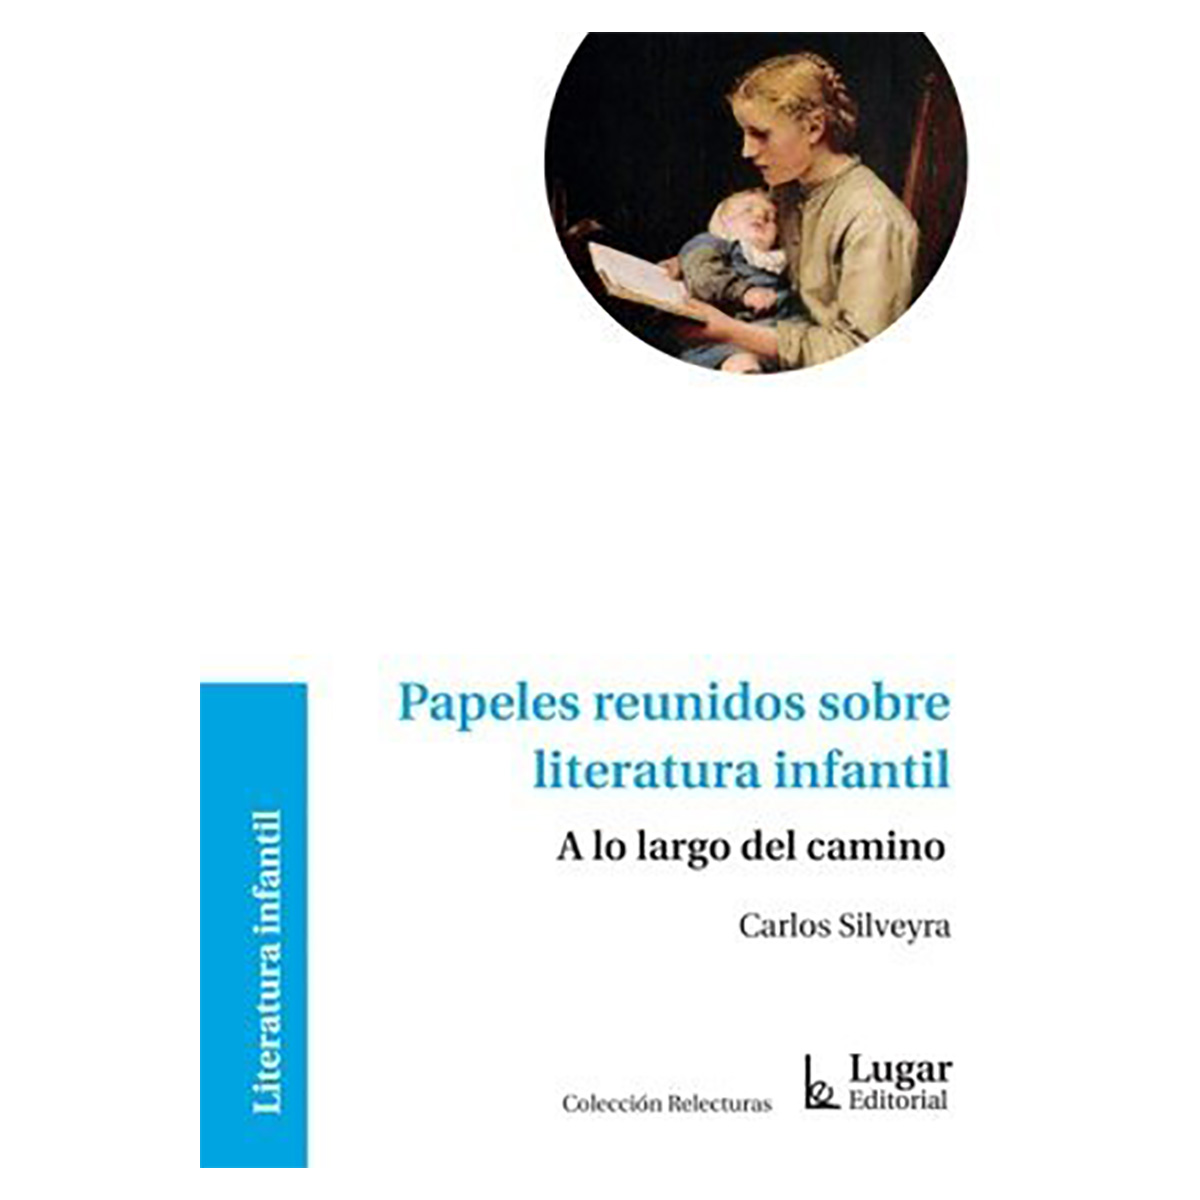 Papeles reunidos sobre
literatura infantil
A lo largo del camino
Carlos Silveyra
Literatura infantil
Colección Relecturas
Lugar
Editorial